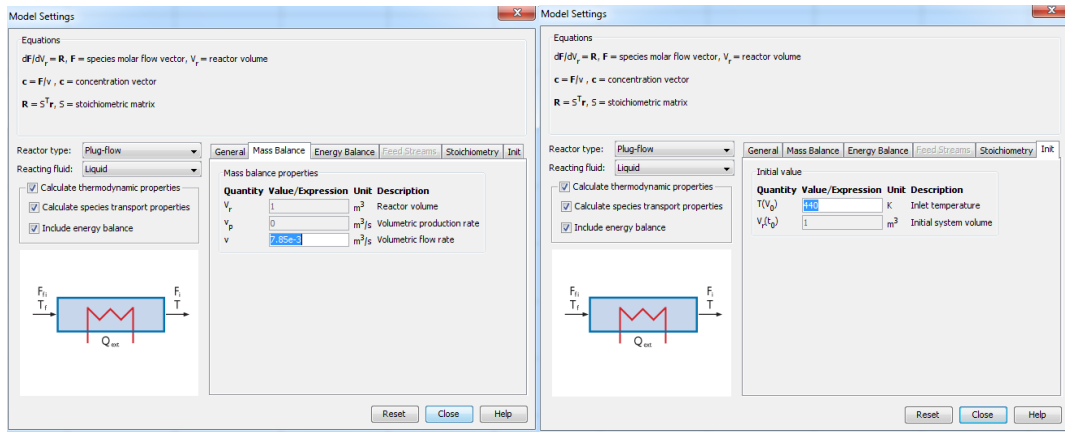 Model Settings
Equations
dF/dVr = R, F = species molar flow vector, Vr = reactor volume
c = F/v , c = concentration vector
R = S^T r, S = stoichiometric matrix
Reactor type: Plug-flow
Reacting fluid: Liquid
Calculate thermodynamic properties
Calculate species transport properties
Include energy balance
Ffi
Tf
Fi
T
Qext
General Mass Balance Energy Balance Feed Streams Stoichiometry Init
Mass balance properties
Quantity Value/Expression Unit Description
Vr 1 m³ Reactor volume
vp 0 m³/s Volumetric production rate
v 7.85e-3 m³/s Volumetric flow rate
Reset Close Help
Model Settings
Equations
dF/dVr = R, F = species molar flow vector, Vr = reactor volume
c = F/v , c = concentration vector
R = S^T r, S = stoichiometric matrix
Reactor type: Plug-flow
Reacting fluid: Liquid
Calculate thermodynamic properties
Calculate species transport properties
Include energy balance
Ffi
Tf
Fi
T
Qext
General Mass Balance Energy Balance Feed Streams Stoichiometry Init
Initial value
Quantity Value/Expression Unit Description
T(V0) 440 K Inlet temperature
Vr(t0) 1 m³ Initial system volume
Reset Close Help